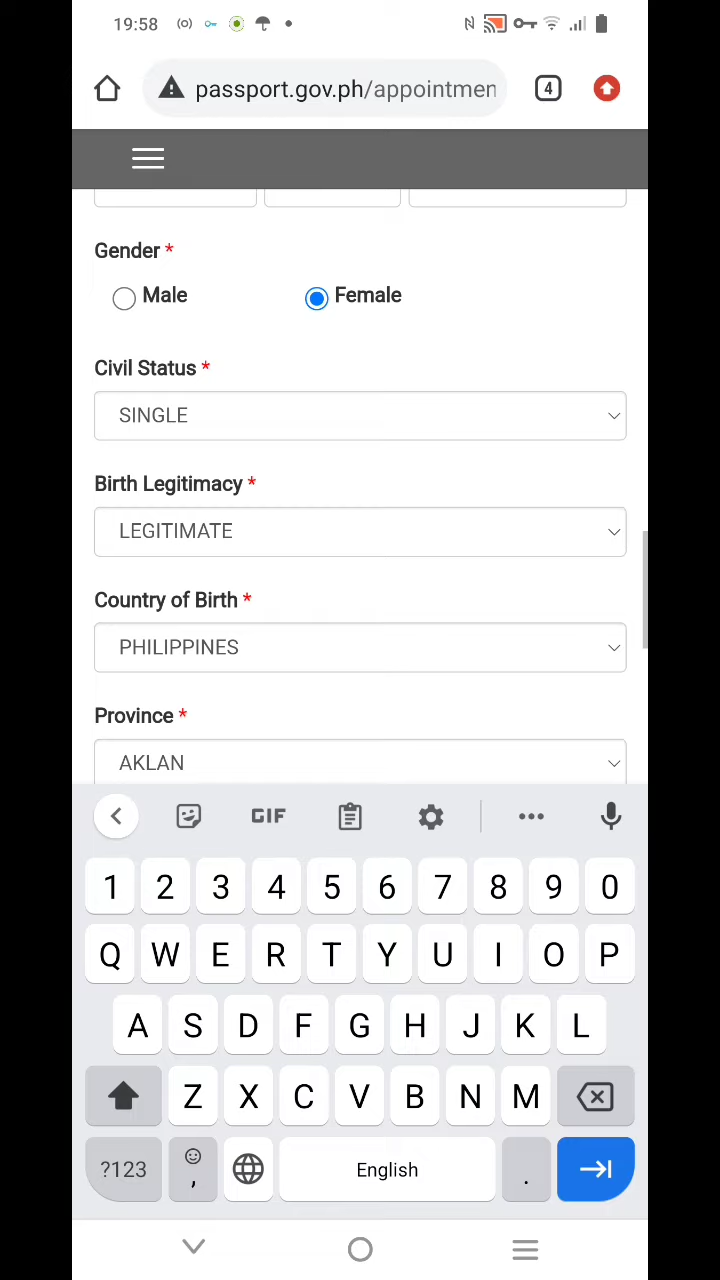 19:58
passport.gov.ph/appointmen
4
Gender *
Male
Female
Civil Status *
SINGLE
Birth Legitimacy *
LEGITIMATE
Country of Birth *
PHILIPPINES
Province *
AKLAN
GIF
1 2 3 4 5 6 7 8 9 0
Q W E R T Y U I O P
A S D F G H J K L
Z X C V B N M
?123 , English .